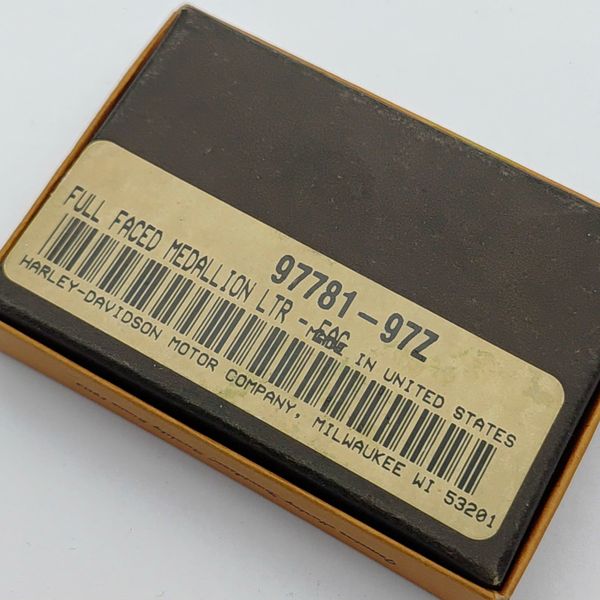 97781-97Z
FULL FACED MEDALLION LTR - EAG
MADE IN UNITED STATES
HARLEY-DAVIDSON MOTOR COMPANY, MILWAUKEE WI 53201